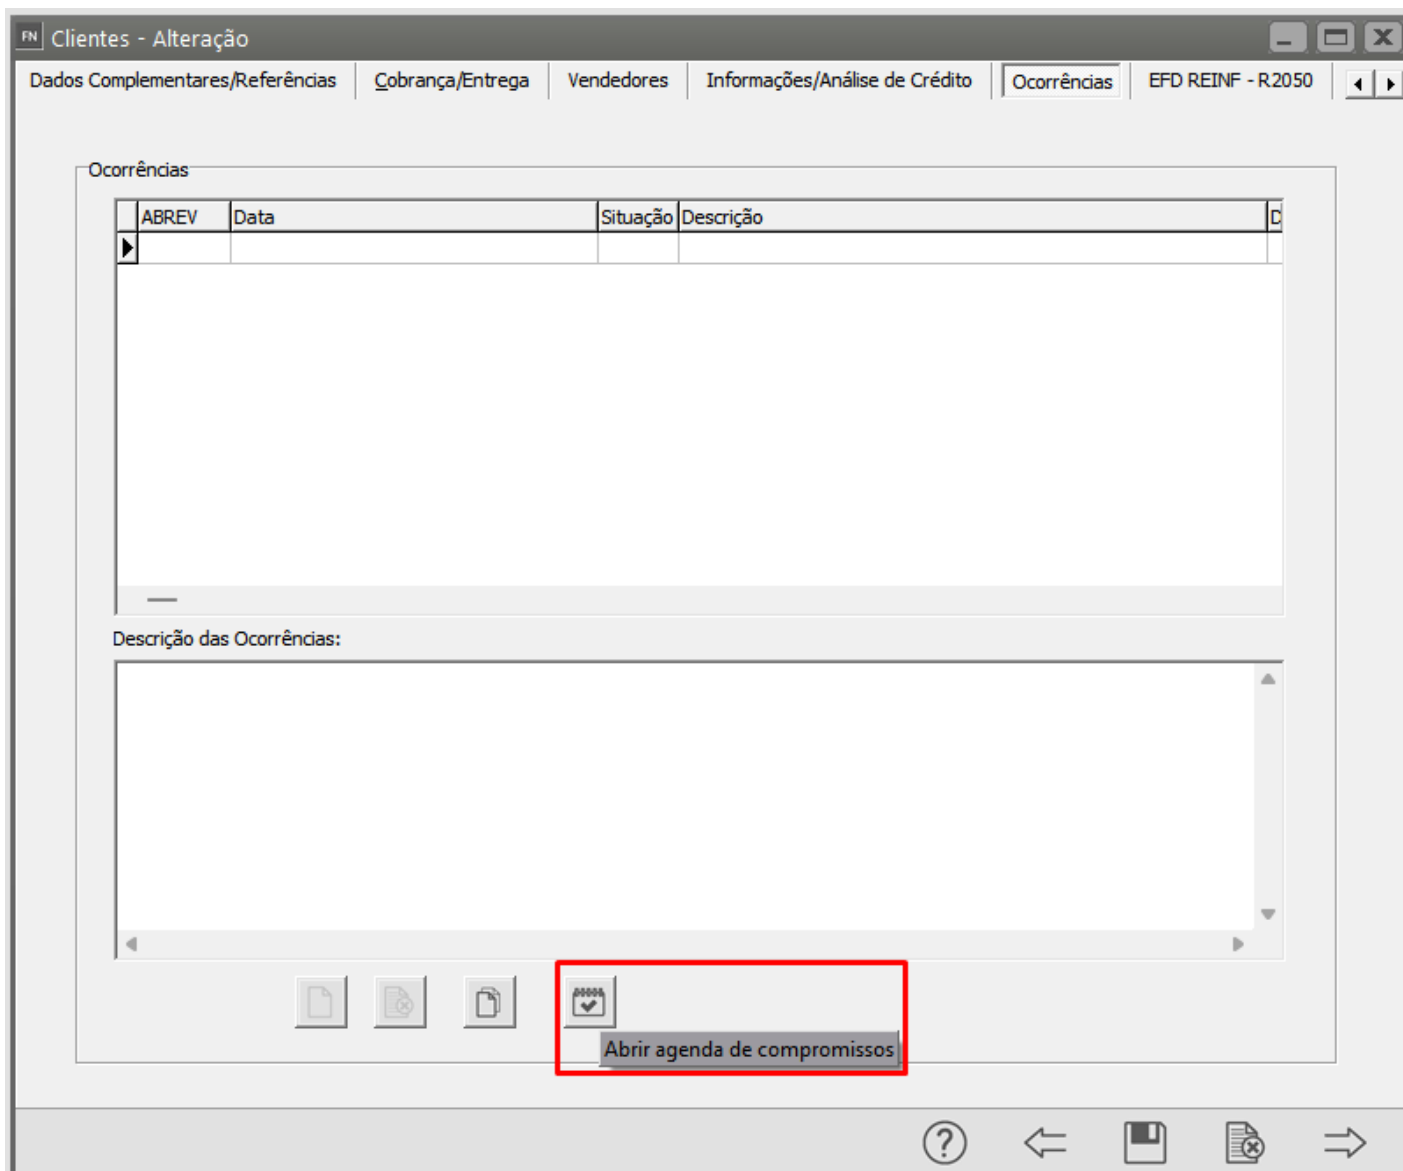 FN Clientes - Alteração
Dados Complementares/Referências Cobrança/Entrega Vendedores Informações/Análise de Crédito Ocorrências EFD REINF - R2050
Ocorrências
ABREV Data Situação Descrição D
Descrição das Ocorrências:
Abrir agenda de compromissos
?